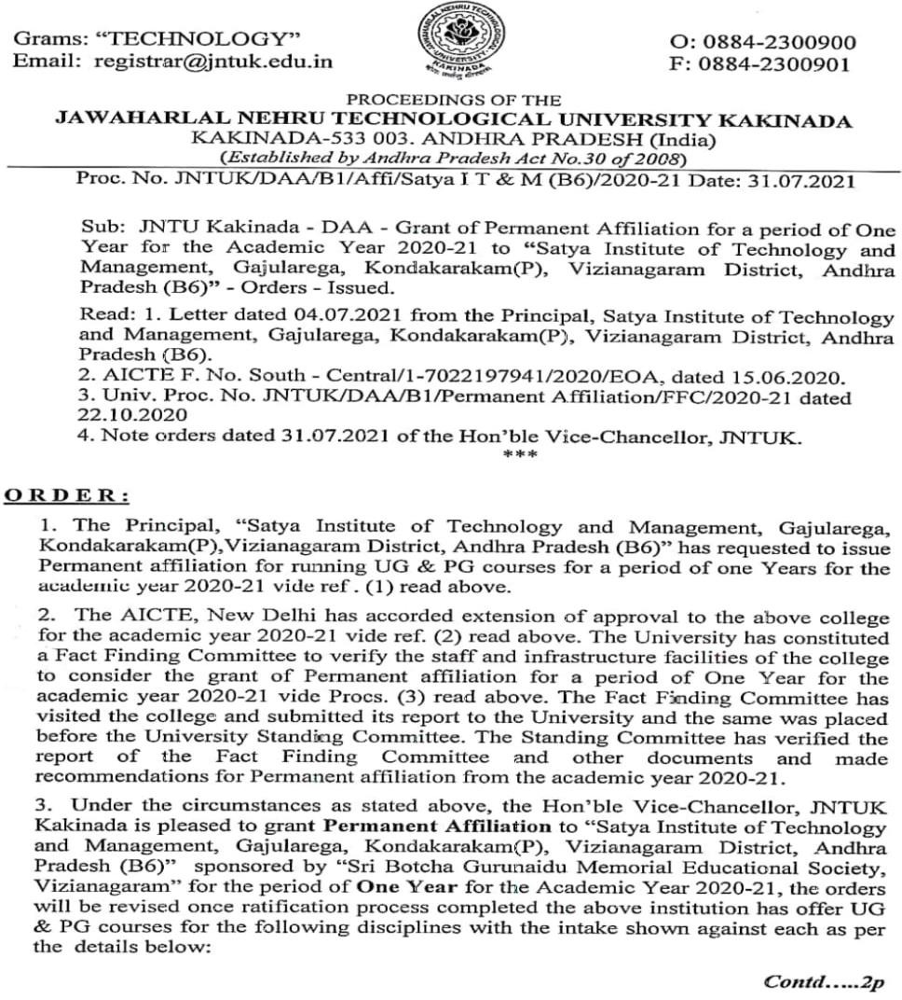 Grams: “TECHNOLOGY”
Email: registrar@jntuk.edu.in
JAWAHARLAL NEHRU TECHNOLOGICAL
UNIVERSITY
KAKINADA
O: 0884-2300900
F: 0884-2300901
PROCEEDINGS OF THE
JAWAHARLAL NEHRU TECHNOLOGICAL UNIVERSITY KAKINADA
KAKINADA-533 003. ANDHRA PRADESH (India)
(Established by Andhra Pradesh Act No.30 of 2008)
Proc. No. JNTUK/DAA/B1/Affi/Satya I T & M (B6)/2020-21 Date: 31.07.2021
Sub: JNTU Kakinada - DAA - Grant of Permanent Affiliation for a period of One
Year for the Academic Year 2020-21 to “Satya Institute of Technology and
Management, Gajularega, Kondakarakam(P), Vizianagaram District, Andhra
Pradesh (B6)” - Orders - Issued.
Read: 1. Letter dated 04.07.2021 from the Principal, Satya Institute of Technology
and Management, Gajularega, Kondakarakam(P), Vizianagaram District, Andhra
Pradesh (B6).
2. AICTE F. No. South - Central/1-7022197941/2020/EOA, dated 15.06.2020.
3. Univ. Proc. No. JNTUK/DAA/B1/Permanent Affiliation/FFC/2020-21 dated
22.10.2020
4. Note orders dated 31.07.2021 of the Hon’ble Vice-Chancellor, JNTUK.
***
ORDER:
1. The Principal, “Satya Institute of Technology and Management, Gajularega,
Kondakarakam(P),Vizianagaram District, Andhra Pradesh (B6)” has requested to issue
Permanent affiliation for running UG & PG courses for a period of one Years for the
academic year 2020-21 vide ref . (1) read above.
2. The AICTE, New Delhi has accorded extension of approval to the above college
for the academic year 2020-21 vide ref. (2) read above. The University has constituted
a Fact Finding Committee to verify the staff and infrastructure facilities of the college
to consider the grant of Permanent affiliation for a period of One Year for the
academic year 2020-21 vide Procs. (3) read above. The Fact Finding Committee has
visited the college and submitted its report to the University and the same was placed
before the University Standing Committee. The Standing Committee has verified the
report of the Fact Finding Committee and other documents and made
recommendations for Permanent affiliation from the academic year 2020-21.
3. Under the circumstances as stated above, the Hon’ble Vice-Chancellor, JNTUK
Kakinada is pleased to grant Permanent Affiliation to “Satya Institute of Technology
and Management, Gajularega, Kondakarakam(P), Vizianagaram District, Andhra
Pradesh (B6)” sponsored by “Sri Botcha Gurunaidu Memorial Educational Society,
Vizianagaram” for the period of One Year for the Academic Year 2020-21, the orders
will be revised once ratification process completed the above institution has offer UG
& PG courses for the following disciplines with the intake shown against each as per
the details below:
Contd.....2p